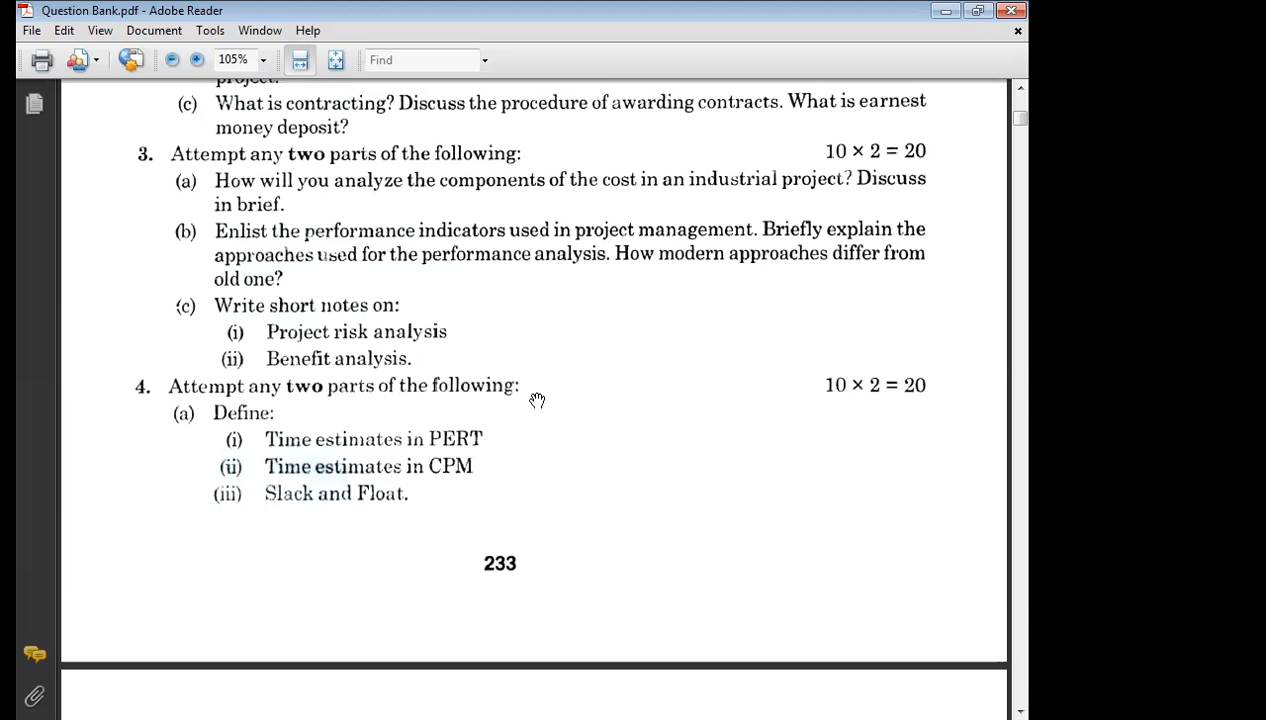 Question Bank.pdf - Adobe Reader
File Edit View Document Tools Window Help
105% Find
project.
(c) What is contracting? Discuss the procedure of awarding contracts. What is earnest
money deposit?
3. Attempt any two parts of the following: 10 × 2 = 20
(a) How will you analyze the components of the cost in an industrial project? Discuss
in brief.
(b) Enlist the performance indicators used in project management. Briefly explain the
approaches used for the performance analysis. How modern approaches differ from
old one?
(c) Write short notes on:
(i) Project risk analysis
(ii) Benefit analysis.
4. Attempt any two parts of the following: 10 × 2 = 20
(a) Define:
(i) Time estimates in PERT
(ii) Time estimates in CPM
(iii) Slack and Float.
233